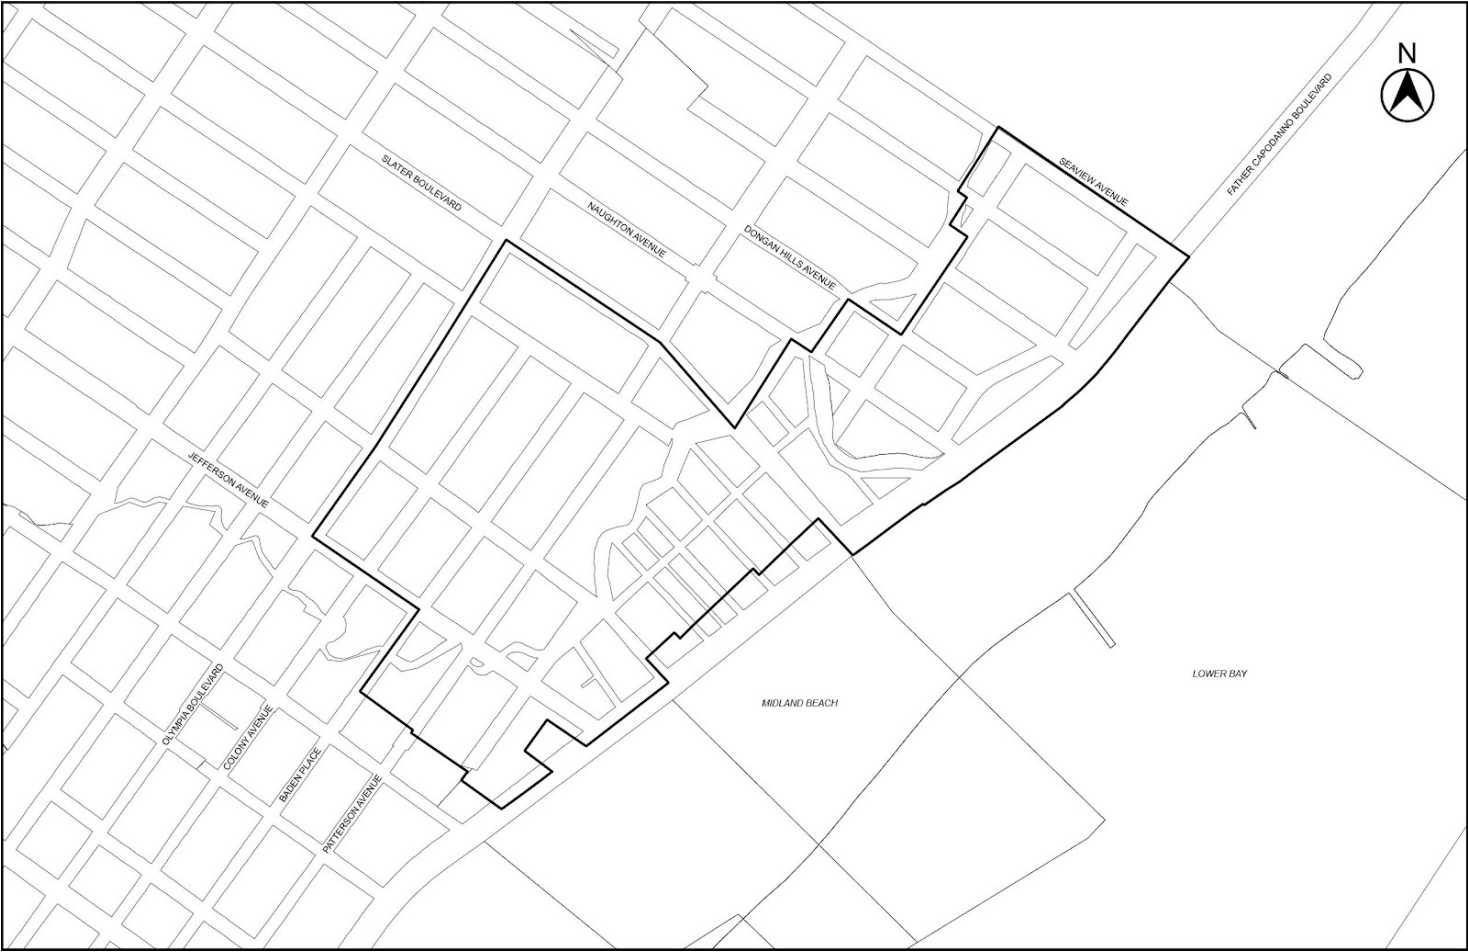 N
FATHER CAPODANNO BOULEVARD
SEAVIEW AVENUE
SLATER BOULEVARD
NAUGHTON AVENUE
DONGAN HILLS AVENUE
JEFFERSON AVENUE
LOWER BAY
MIDLAND BEACH
OLYMPIA BOULEVARD
COLONY AVENUE
BADEN PLACE
PATTERSON AVENUE